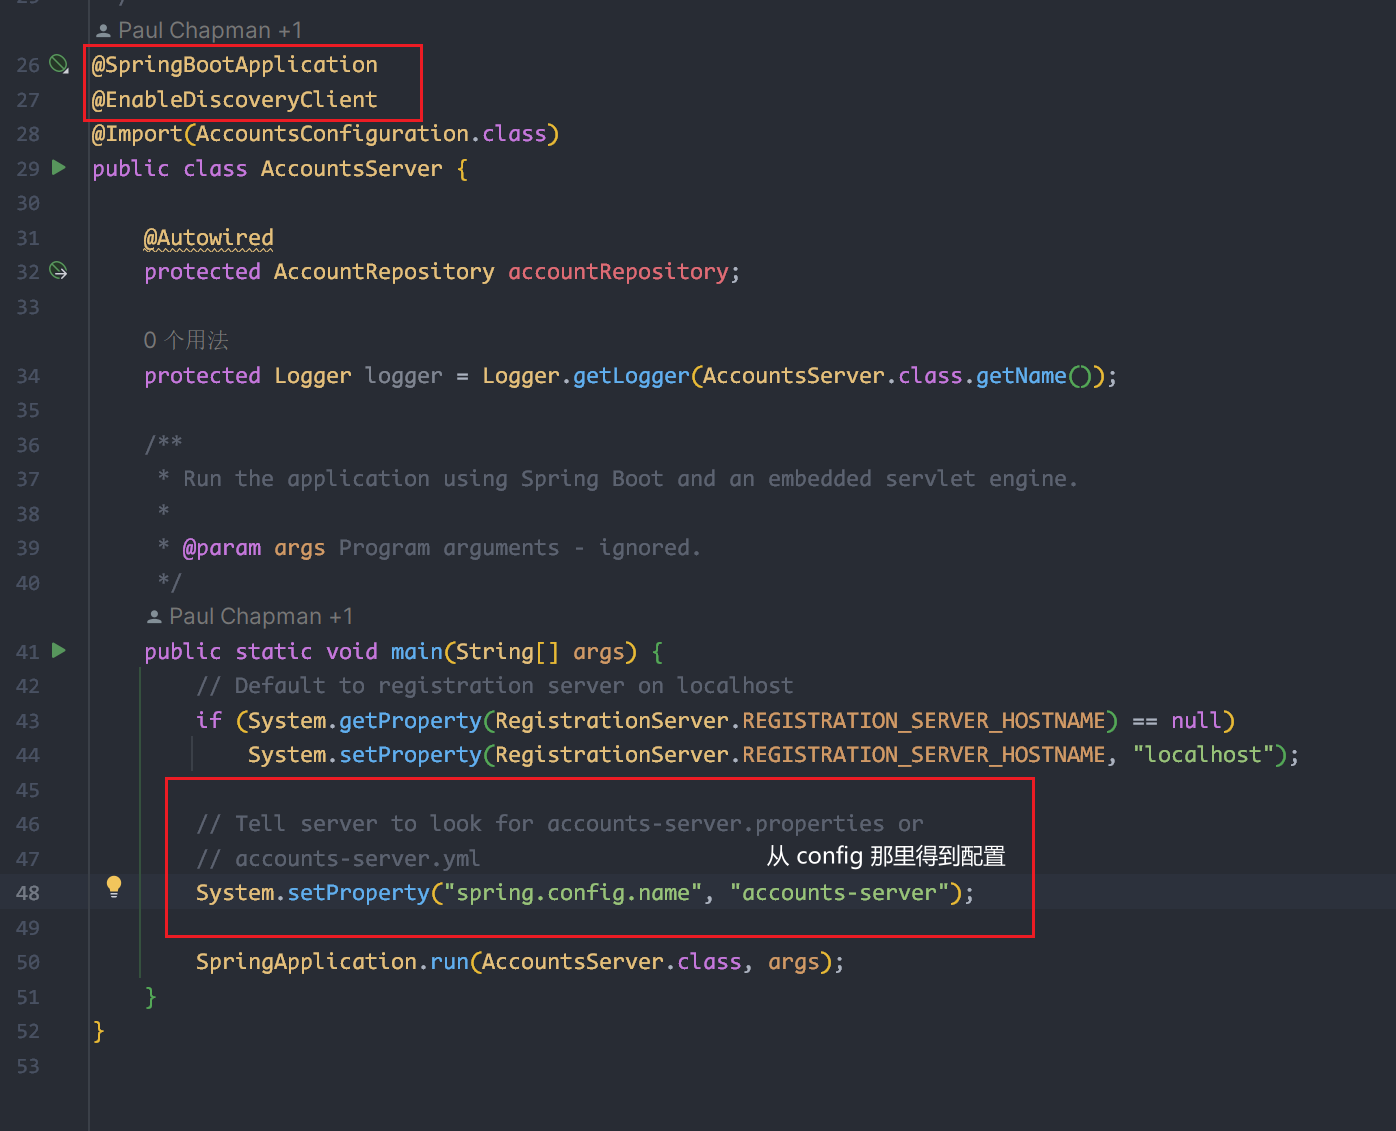 Paul Chapman +1
26 @SpringBootApplication
27 @EnableDiscoveryClient
28 @Import(AccountsConfiguration.class)
29 public class AccountsServer {
30
31 @Autowired
32 protected AccountRepository accountRepository;
33
0 个用法
34 protected Logger logger = Logger.getLogger(AccountsServer.class.getName());
35
36 /**
37 * Run the application using Spring Boot and an embedded servlet engine.
38 *
39 * @param args Program arguments - ignored.
40 */
Paul Chapman +1
41 public static void main(String[] args) {
42 // Default to registration server on localhost
43 if (System.getProperty(RegistrationServer.REGISTRATION_SERVER_HOSTNAME) == null)
44 System.setProperty(RegistrationServer.REGISTRATION_SERVER_HOSTNAME, "localhost");
45
46 // Tell server to look for accounts-server.properties or
47 // accounts-server.yml
从 config 那里得到配置
48 System.setProperty("spring.config.name", "accounts-server");
49
50 SpringApplication.run(AccountsServer.class, args);
51 }
52 }
53